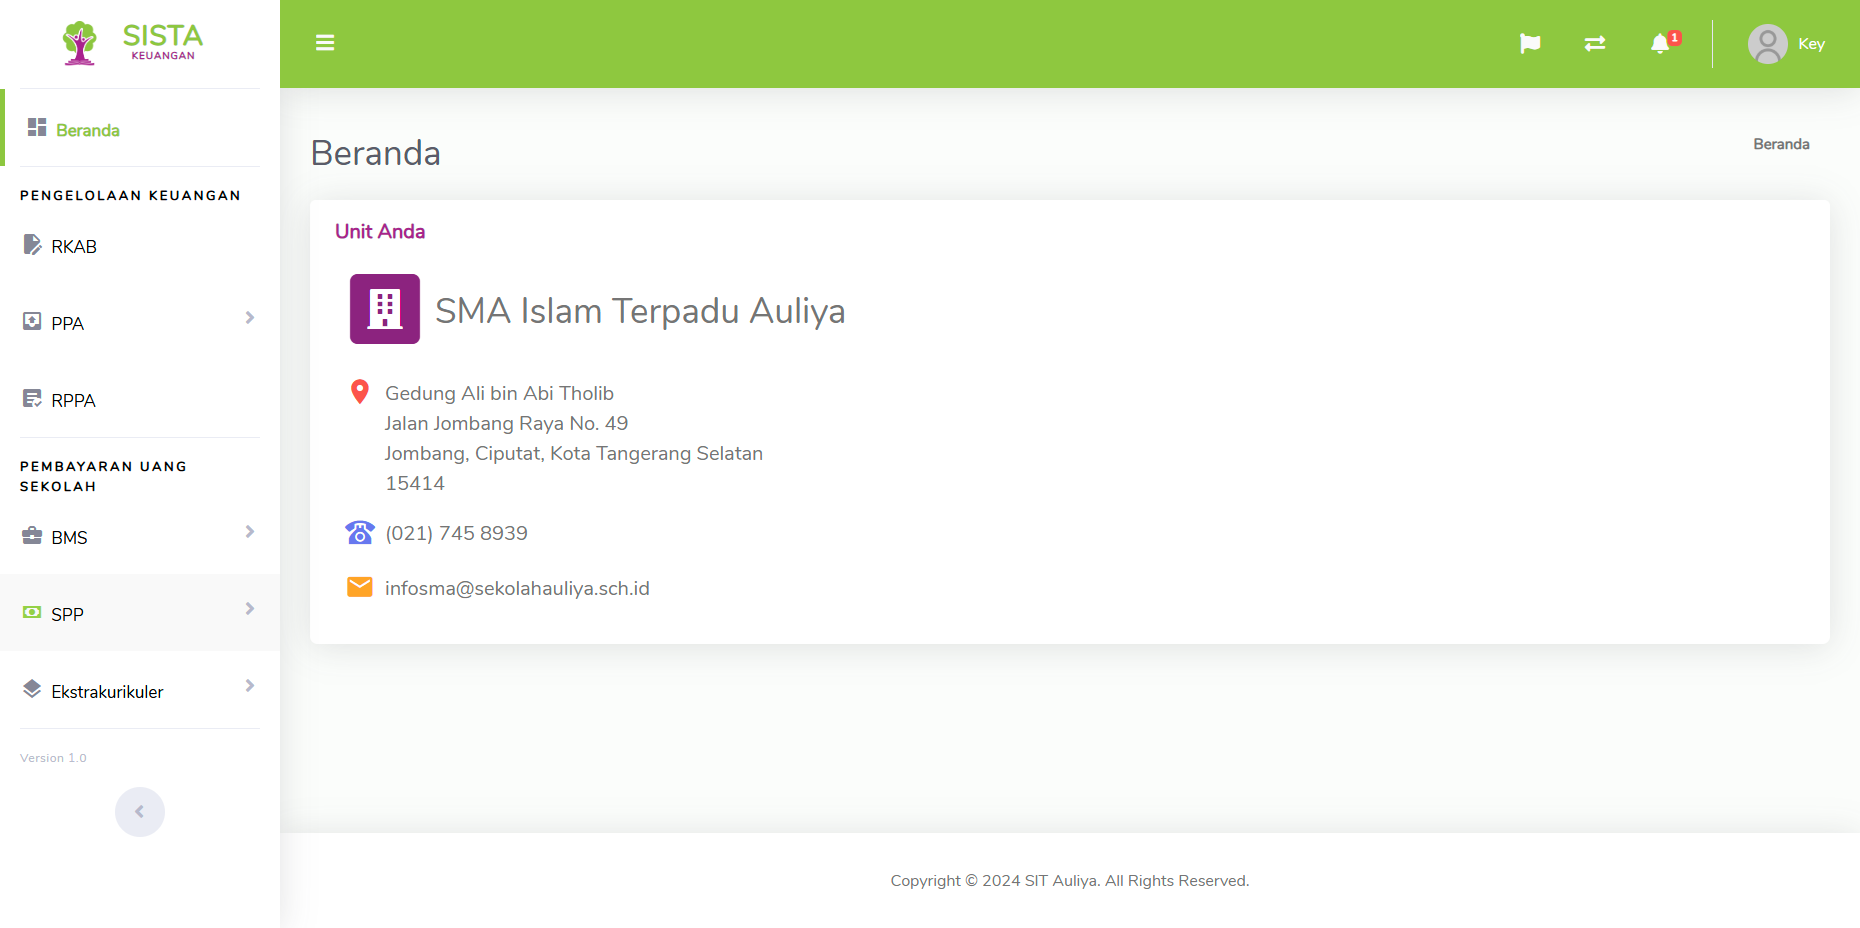 SISTA
KEUANGAN
1
Key
Beranda
PENGELOLAAN KEUANGAN
RKAB
PPA
RPPA
PEMBAYARAN UANG
SEKOLAH
BMS
SPP
Ekstrakurikuler
Version 1.0
Beranda
Beranda
Unit Anda
SMA Islam Terpadu Auliya
Gedung Ali bin Abi Tholib
Jalan Jombang Raya No. 49
Jombang, Ciputat, Kota Tangerang Selatan
15414
(021) 745 8939
infosma@sekolahauliya.sch.id
Copyright © 2024 SIT Auliya. All Rights Reserved.